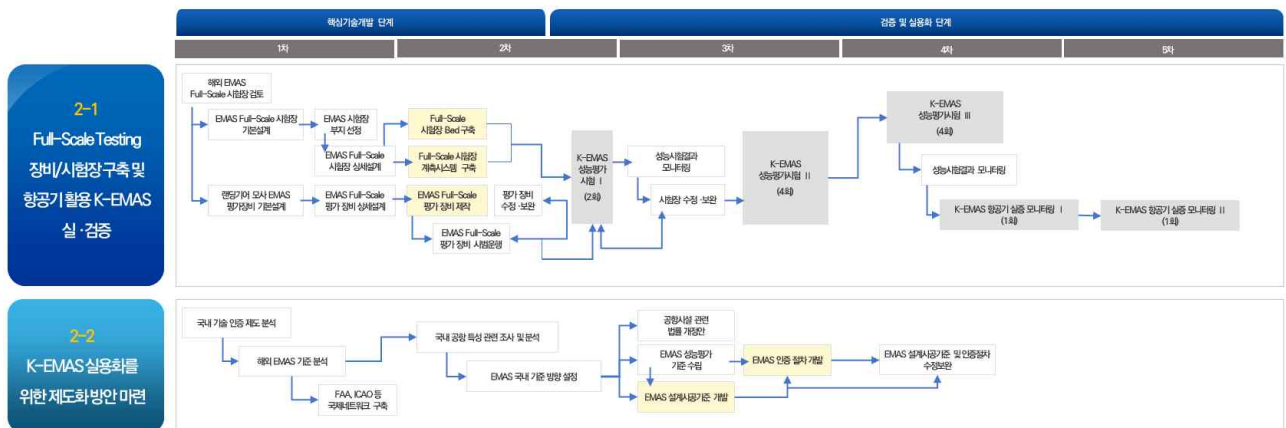 핵심기술개발 단계
검증 및 실용화 단계
1차
2차
3차
4차
5차
2-1
Full-Scale Testing
장비/시험장 구축 및
항공기 활용 K-EMAS
실·검증
해외 EMAS
Full-Scale 시험장 검토
EMAS Full-Scale 시험장
기본설계
EMAS 시험장
부지 선정
EMAS Full-Scale
시험장 상세설계
Full-Scale
시험장 Bed 구축
Full-Scale 시험장
계측시스템 구축
랜딩기어 모사 EMAS
평가장비 기본설계
EMAS Full-Scale
평가 장비 상세설계
EMAS Full-Scale
평가 장비 제작
평가 장비
수정·보완
EMAS Full-Scale
평가 장비 시범운행
K-EMAS
성능평가
시험 I
(2회)
성능시험결과
모니터링
시험장 수정·보완
K-EMAS
성능평가시험 II
(4회)
K-EMAS
성능평가시험 III
(4회)
성능시험결과 모니터링
K-EMAS 항공기 실증 모니터링 I
(1회)
K-EMAS 항공기 실증 모니터링 II
(1회)
2-2
K-EMAS 실용화를
위한 제도화 방안 마련
국내 기술 인증 제도 분석
해외 EMAS 기준 분석
FAA, ICAO 등
국제네트워크 구축
국내 공항 특성 관련 조사 및 분석
EMAS 국내 기준 방향 설정
공항시설 관련
법률 개정안
EMAS 성능평가
기준 수립
EMAS 설계시공기준 개발
EMAS 인증 절차 개발
EMAS 설계시공기준 및 인증절차
수정보완